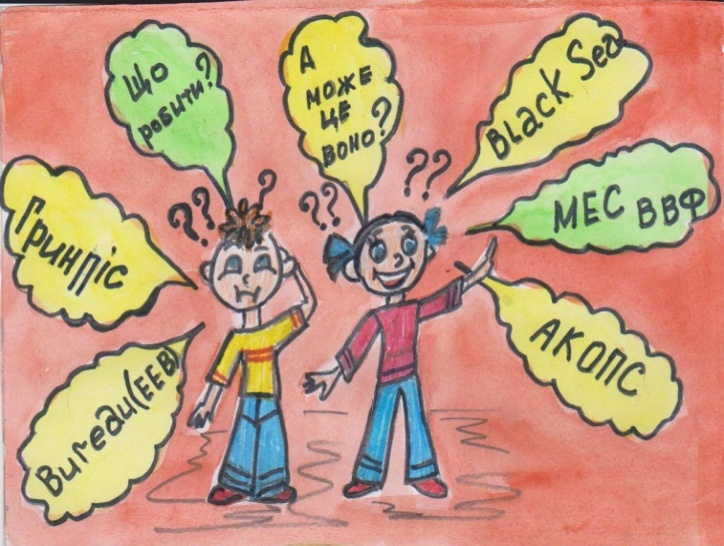 Що
робити?
А
може
це
воно?
Black Sea
Гринпіс
МЕС ВВФ
АКОПС
Bureau(EEB)